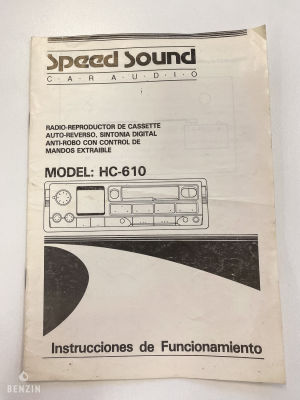 Speed Sound
C·A·R A·U·D·I·O
RADIO-REPRODUCTOR DE CASSETTE
AUTO-REVERSO, SINTONIA DIGITAL
ANTI-ROBO CON CONTROL DE
MANDOS EXTRAIBLE
MODEL: HC-610
Instrucciones de Funcionamiento
BENZIN